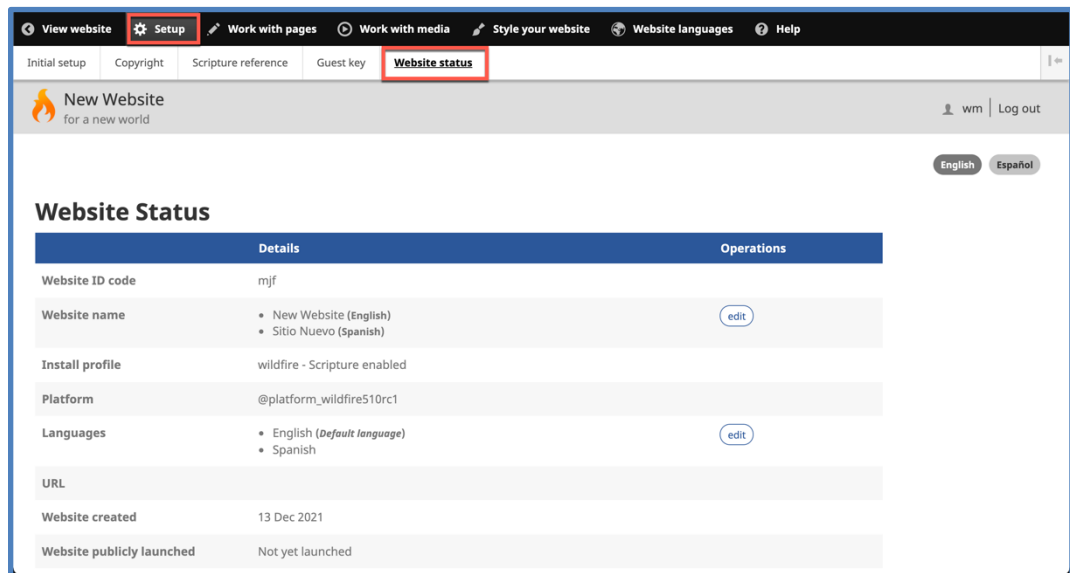 View website Setup Work with pages Work with media Style your website Website languages Help
Initial setup Copyright Scripture reference Guest key Website status
New Website
for a new world
wm Log out
English Español
Website Status
Details Operations
Website ID code mjf
Website name • New Website (English) edit
• Sitio Nuevo (Spanish)
Install profile wildfire - Scripture enabled
Platform @platform_wildfire510rc1
Languages • English (Default language) edit
• Spanish
URL
Website created 13 Dec 2021
Website publicly launched Not yet launched